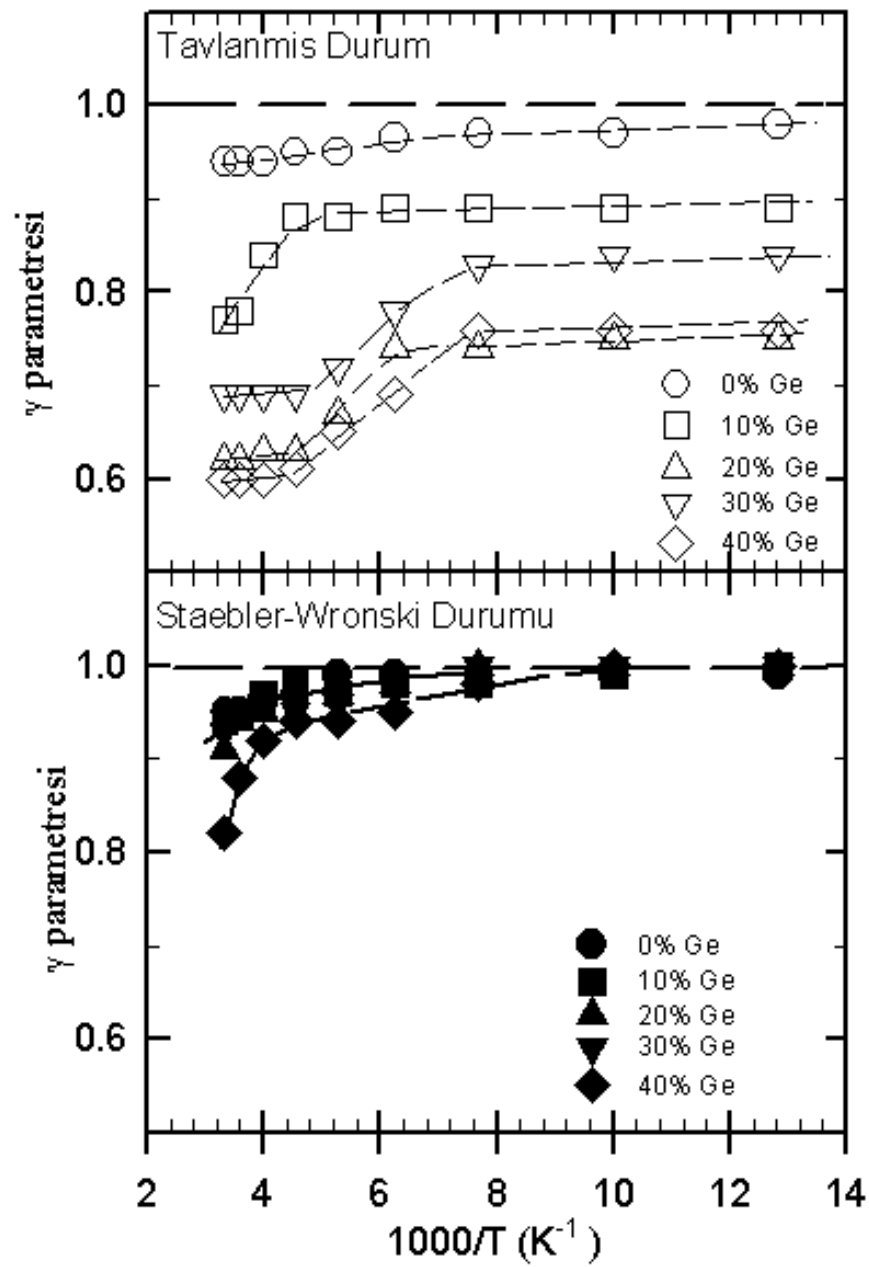 Tavlanmis Durum
1.0
0.8
0.6
γ parametresi
0% Ge
10% Ge
20% Ge
30% Ge
40% Ge
Staebler-Wronski Durumu
1.0
0.8
0.6
γ parametresi
0% Ge
10% Ge
20% Ge
30% Ge
40% Ge
2 4 6 8 10 12 14
1000/T (K⁻¹)